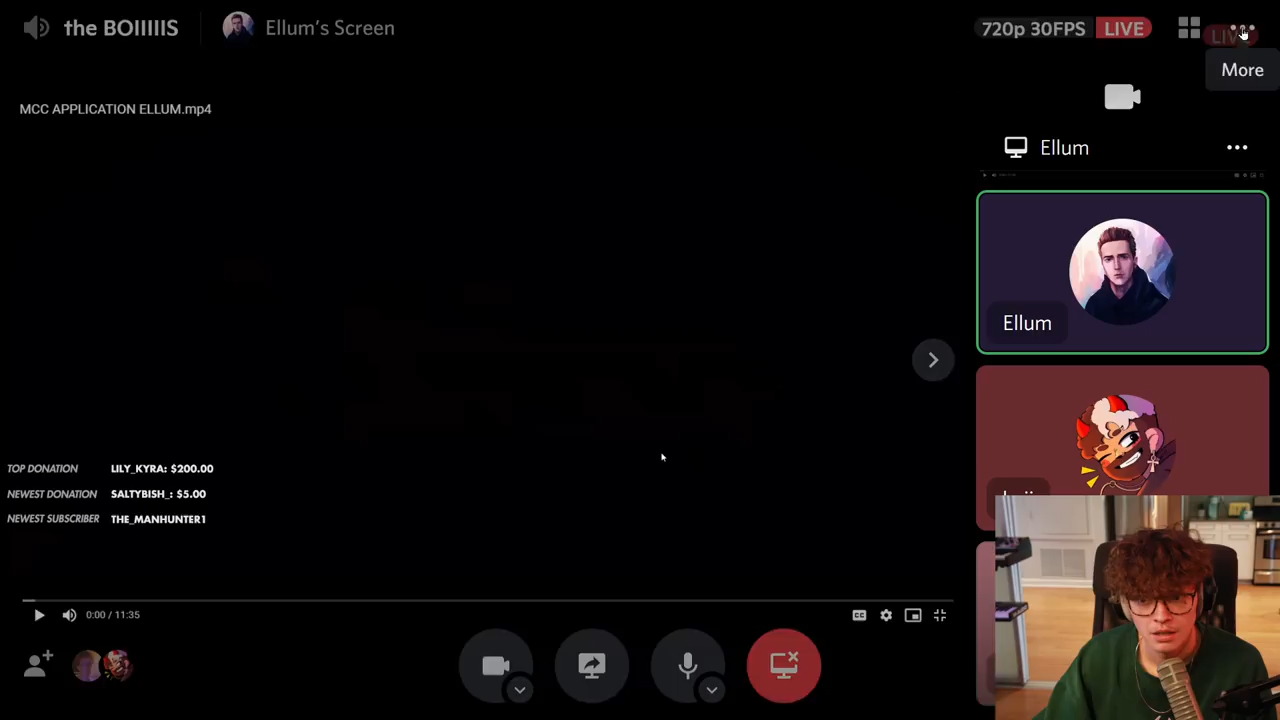 the BOIIIIIS
Ellum's Screen
720p 30FPS
LIVE
More
MCC APPLICATION ELLUM.mp4
Ellum
Ellum
TOP DONATION LILY_KYRA: $200.00
NEWEST DONATION SALTYBISH_: $5.00
NEWEST SUBSCRIBER THE_MANHUNTER1
0:00 / 11:35
CC